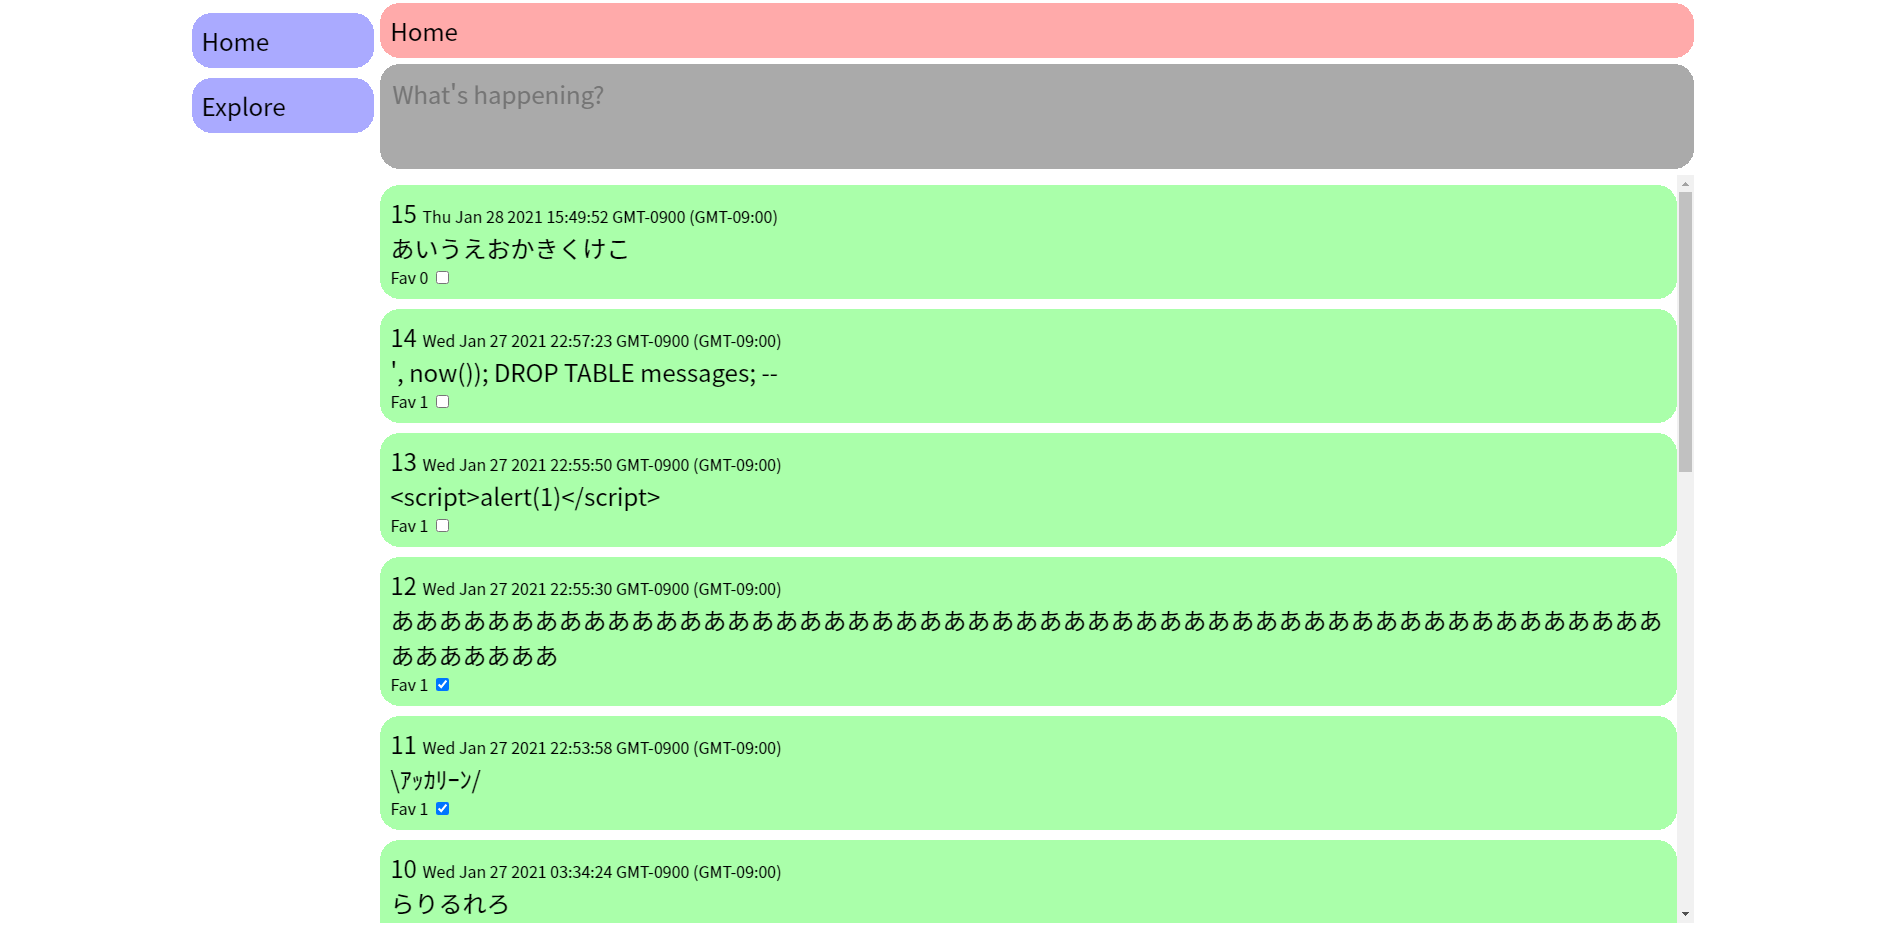 Home
Explore
Home
What's happening?
15 Thu Jan 28 2021 15:49:52 GMT-0900 (GMT-09:00)
あいうえおかきくけこ
Fav 0
14 Wed Jan 27 2021 22:57:23 GMT-0900 (GMT-09:00)
', now()); DROP TABLE messages; --
Fav 1
13 Wed Jan 27 2021 22:55:50 GMT-0900 (GMT-09:00)
<script>alert(1)</script>
Fav 1
12 Wed Jan 27 2021 22:55:30 GMT-0900 (GMT-09:00)
あああああああああああああああああああああああああああああああああああああああああああああああああああああ
あああああああ
Fav 1
11 Wed Jan 27 2021 22:53:58 GMT-0900 (GMT-09:00)
\ｱｯｶﾘｰﾝ/
Fav 1
10 Wed Jan 27 2021 03:34:24 GMT-0900 (GMT-09:00)
らりるれろ